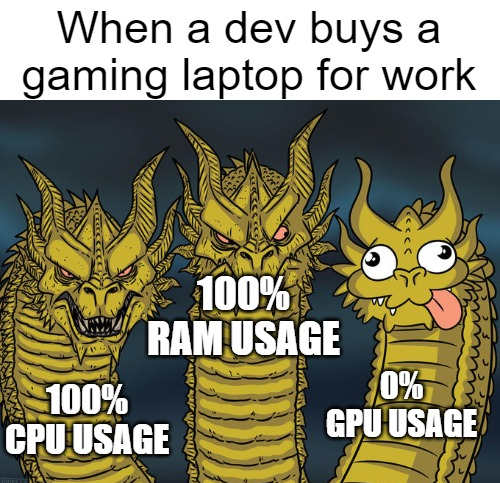 When a dev buys a
gaming laptop for work
100%
RAM USAGE
100%
CPU USAGE
0%
GPU USAGE